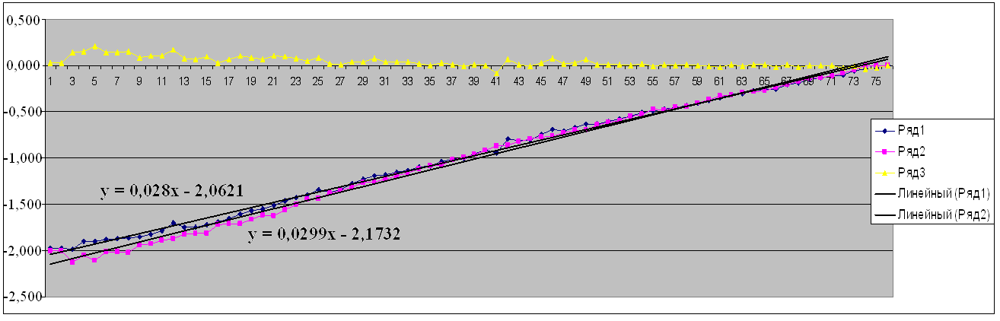 0,500
0,000
1 3 5 7 9 11 13 15 17 19 21 23 25 27 29 31 33 35 37 39 41 43 45 47 49 51 53 55 57 59 61 63 65 67 69 71 73 75
-0,500
-1,000
-1,500
-2,000
-2,500
y = 0,028x - 2,0621
y = 0,0299x - 2,1732
Ряд1
Ряд2
Ряд3
Линейный (Ряд1)
Линейный (Ряд2)